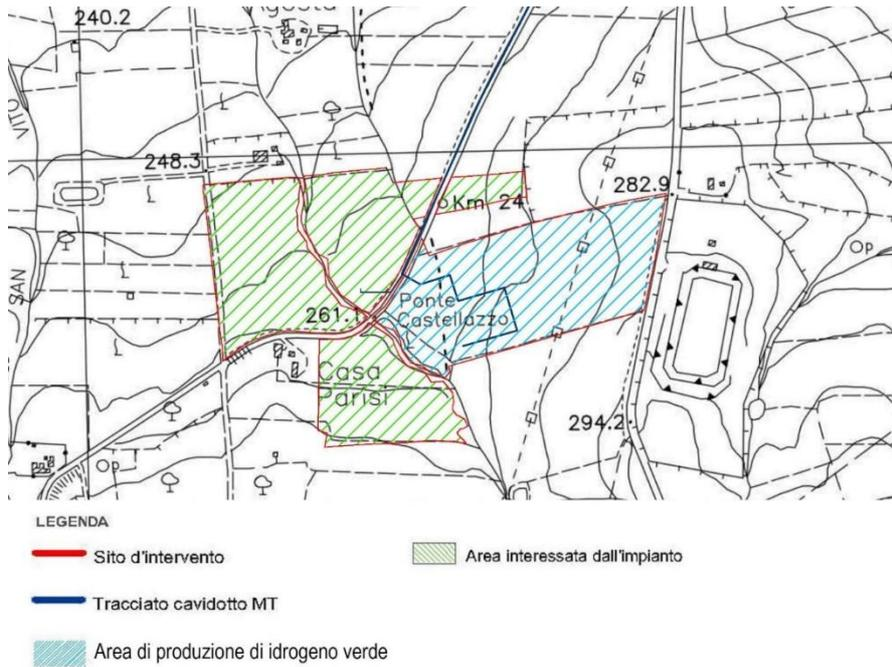 240.2
Agosta
VITO
248.3
282.9
Km. 24
Op
SAN
261.1
Ponte
Castellazzo
Casa
Parisi
294.2
Op
LEGENDA
Sito d'intervento
Area interessata dall'impianto
Tracciato cavidotto MT
Area di produzione di idrogeno verde